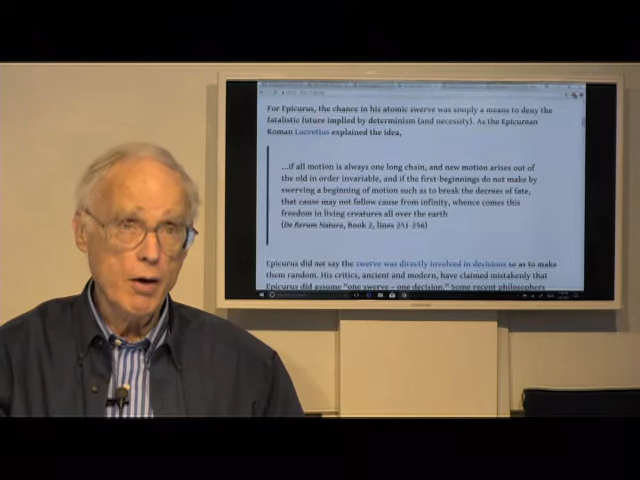 For Epicurus, the chance in his atomic swerve was simply a means to deny the
fatalistic future implied by determinism (and necessity). As the Epicurean
Roman Lucretius explained the idea,
...if all motion is always one long chain, and new motion arises out of
the old in order invariable, and if the first-beginnings do not make by
swerving a beginning of motion such as to break the decrees of fate,
that cause may not follow cause from infinity, whence comes this
freedom in living creatures all over the earth
(De Rerum Natura, Book 2, lines 251-256)
Epicurus did not say the swerve was directly involved in decisions so as to make
them random. His critics, ancient and modern, have claimed mistakenly that
Epicurus did assume "one swerve – one decision." Some recent philosophers